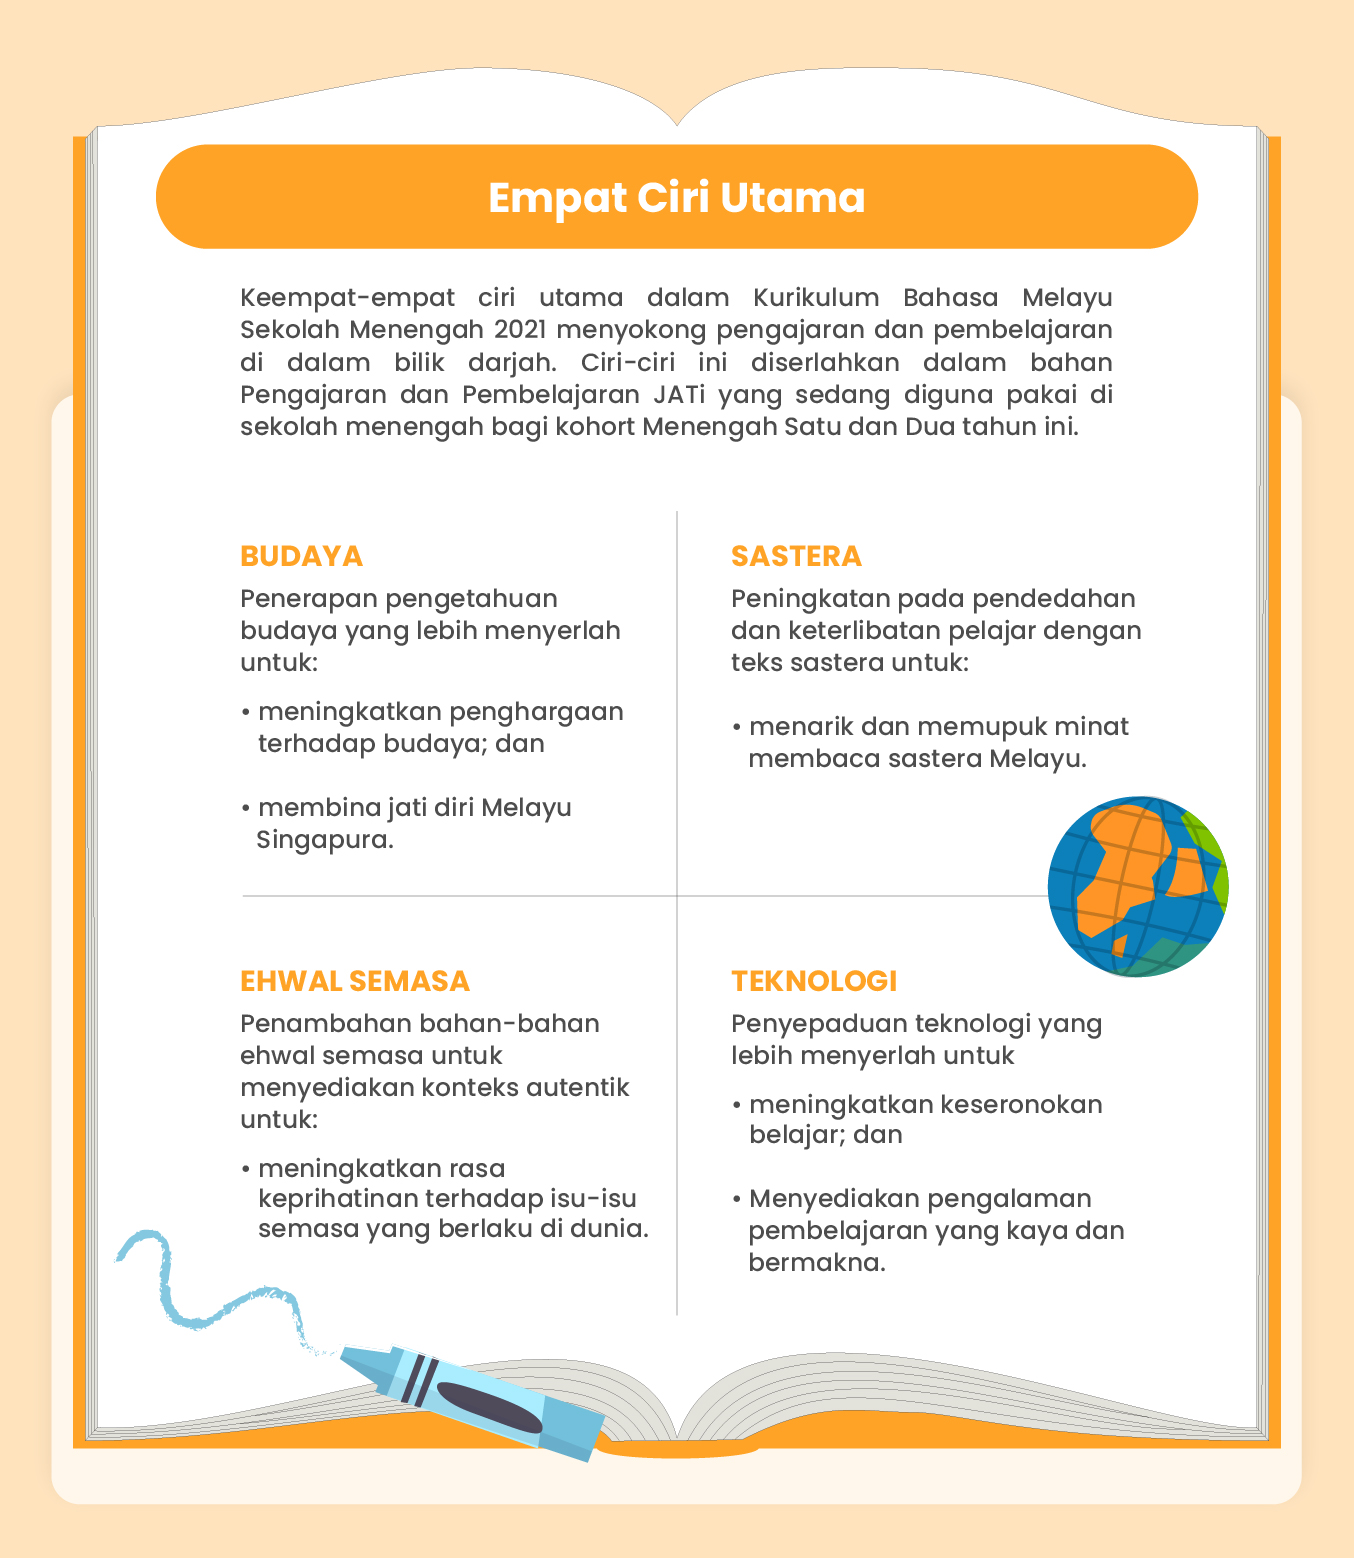 Empat Ciri Utama
Keempat-empat ciri utama dalam Kurikulum Bahasa Melayu
Sekolah Menengah 2021 menyokong pengajaran dan pembelajaran
di dalam bilik darjah. Ciri-ciri ini diserlahkan dalam bahan
Pengajaran dan Pembelajaran JATi yang sedang diguna pakai di
sekolah menengah bagi kohort Menengah Satu dan Dua tahun ini.
BUDAYA
Penerapan pengetahuan
budaya yang lebih menyerlah
untuk:
• meningkatkan penghargaan
terhadap budaya; dan
• membina jati diri Melayu
Singapura.
SASTERA
Peningkatan pada pendedahan
dan keterlibatan pelajar dengan
teks sastera untuk:
• menarik dan memupuk minat
membaca sastera Melayu.
EHWAL SEMASA
Penambahan bahan-bahan
ehwal semasa untuk
menyediakan konteks autentik
untuk:
• meningkatkan rasa
keprihatinan terhadap isu-isu
semasa yang berlaku di dunia.
TEKNOLOGI
Penyepaduan teknologi yang
lebih menyerlah untuk
• meningkatkan keseronokan
belajar; dan
• Menyediakan pengalaman
pembelajaran yang kaya dan
bermakna.